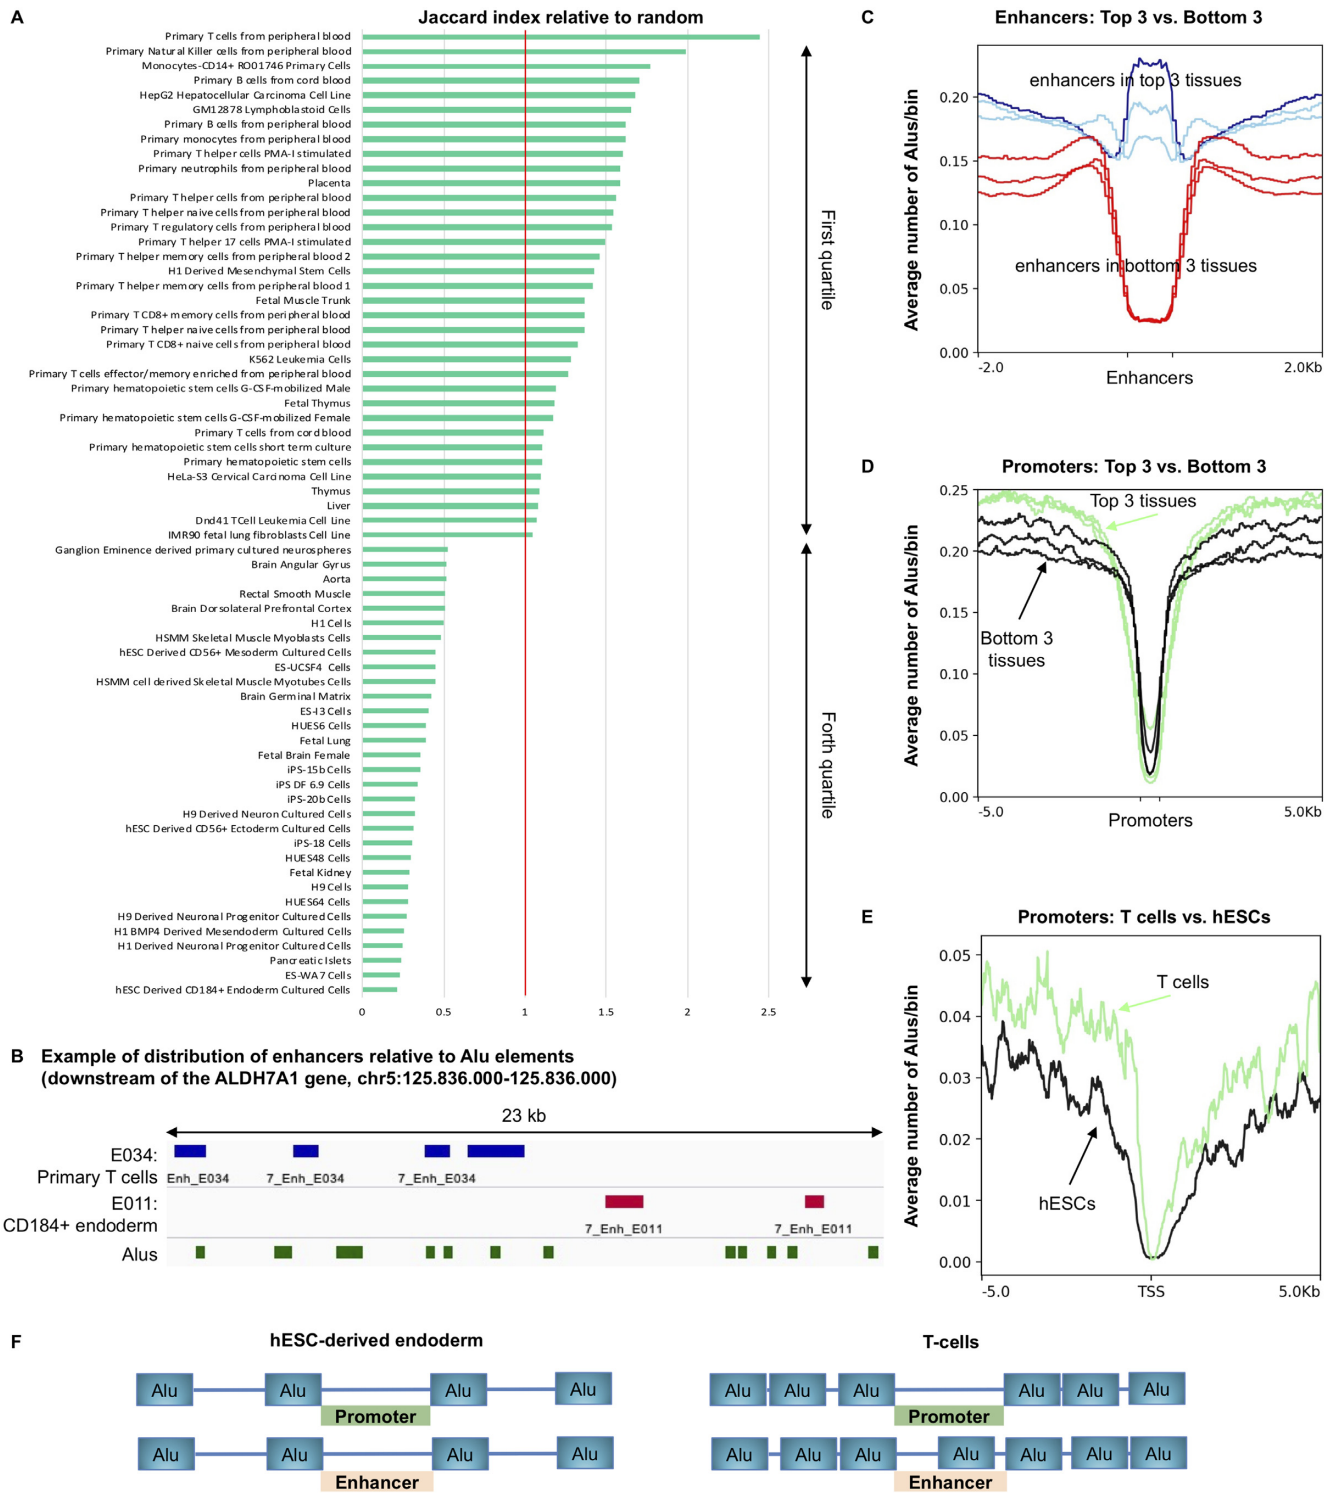 A
Jaccard index relative to random
Primary T cells from peripheral blood
Primary Natural Killer cells from peripheral blood
Monocytes-CD14+ RO01746 Primary Cells
Primary B cells from cord blood
HepG2 Hepatocellular Carcinoma Cell Line
GM12878 Lymphoblastoid Cells
Primary B cells from peripheral blood
Primary monocytes from peripheral blood
Primary T helper cells PMA-I stimulated
Primary neutrophils from peripheral blood
Placenta
Primary T helper cells from peripheral blood
Primary T helper naive cells from peripheral blood
Primary T regulatory cells from peripheral blood
Primary T helper 17 cells PMA-I stimulated
Primary T helper memory cells from peripheral blood 2
H1 Derived Mesenchymal Stem Cells
Primary T helper memory cells from peripheral blood 1
Fetal Muscle Trunk
Primary T CD8+ memory cells from peripheral blood
Primary T helper naive cells from peripheral blood
Primary T CD8+ naive cells from peripheral blood
K562 Leukemia Cells
Primary T cells effector/memory enriched from peripheral blood
Primary hematopoietic stem cells G-CSF-mobilized Male
Fetal Thymus
Primary hematopoietic stem cells G-CSF-mobilized Female
Primary T cells from cord blood
Primary hematopoietic stem cells short term culture
Primary hematopoietic stem cells
HeLa-S3 Cervical Carcinoma Cell Line
Thymus
Liver
Dnd41 TCell Leukemia Cell Line
IMR90 fetal lung fibroblasts Cell Line
Ganglion Eminence derived primary cultured neurospheres
Brain Angular Gyrus
Aorta
Rectal Smooth Muscle
Brain Dorsolateral Prefrontal Cortex
H1 Cells
HSMM Skeletal Muscle Myoblasts Cells
hESC Derived CD56+ Mesoderm Cultured Cells
ES-UCSF4 Cells
HSMM cell derived Skeletal Muscle Myotubes Cells
Brain Germinal Matrix
ES-I3 Cells
HUES6 Cells
Fetal Lung
Fetal Brain Female
iPS-15b Cells
iPS DF 6.9 Cells
iPS-20b Cells
H9 Derived Neuron Cultured Cells
hESC Derived CD56+ Ectoderm Cultured Cells
iPS-18 Cells
HUES48 Cells
Fetal Kidney
H9 Cells
HUES64 Cells
H9 Derived Neuronal Progenitor Cultured Cells
H1 BMP4 Derived Mesendoderm Cultured Cells
H1 Derived Neuronal Progenitor Cultured Cells
Pancreatic Islets
ES-WA7 Cells
hESC Derived CD184+ Endoderm Cultured Cells
0 0.5 1 1.5 2 2.5
First quartile
Forth quartile
B Example of distribution of enhancers relative to Alu elements
(downstream of the ALDH7A1 gene, chr5:125.836.000-125.836.000)
23 kb
E034:
Primary T cells
Enh_E034 7_Enh_E034 7_Enh_E034
E011:
CD184+ endoderm
7_Enh_E011 7_Enh_E011
Alus
C
Enhancers: Top 3 vs. Bottom 3
Average number of Alus/bin
0.20
0.15
0.10
0.05
0.00
enhancers in top 3 tissues
enhancers in bottom 3 tissues
-2.0 2.0Kb
Enhancers
D
Promoters: Top 3 vs. Bottom 3
Average number of Alus/bin
0.25
0.20
0.15
0.10
0.05
0.00
Top 3 tissues
Bottom 3
tissues
-5.0 5.0Kb
Promoters
E
Promoters: T cells vs. hESCs
Average number of Alus/bin
0.05
0.04
0.03
0.02
0.01
0.00
T cells
hESCs
-5.0 TSS 5.0Kb
F
hESC-derived endoderm
Alu Alu Alu Alu
Promoter
Alu Alu Alu Alu
Enhancer
T-cells
Alu Alu Alu Alu Alu Alu
Promoter
Alu Alu Alu Alu Alu Alu Alu
Enhancer